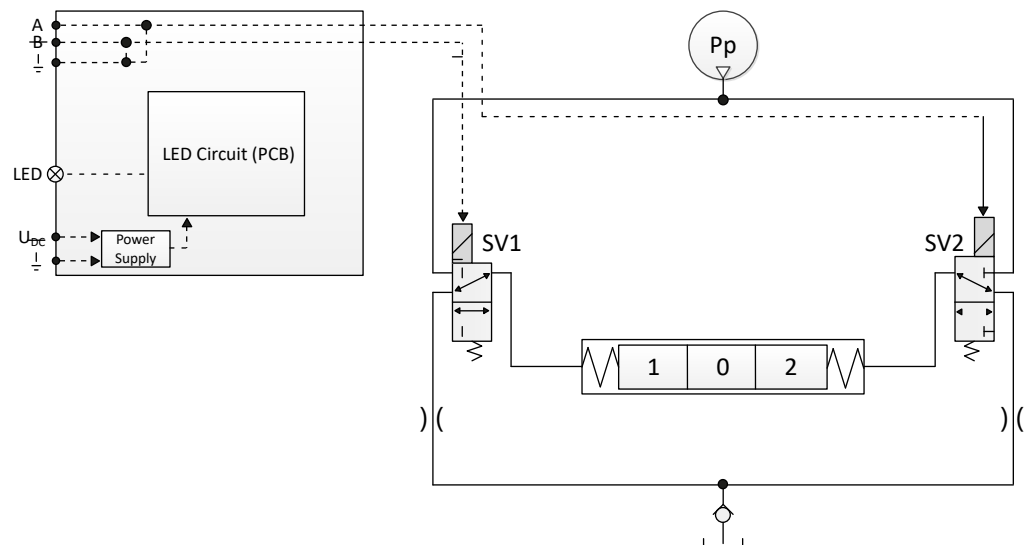 A
B
Pp
LED Circuit (PCB)
LED
SV1
SV2
U_DC
Power
Supply
1 0 2
)( )(